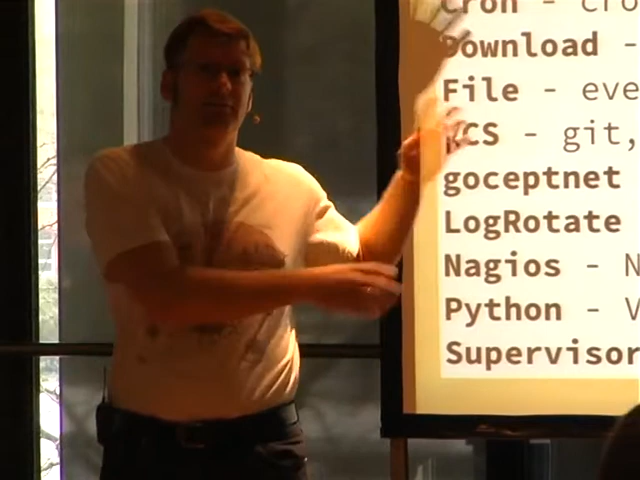 Cron - cro
Download -
File - eve
VCS - git,
goceptnet
LogRotate
Nagios - N
Python - V
Supervisor